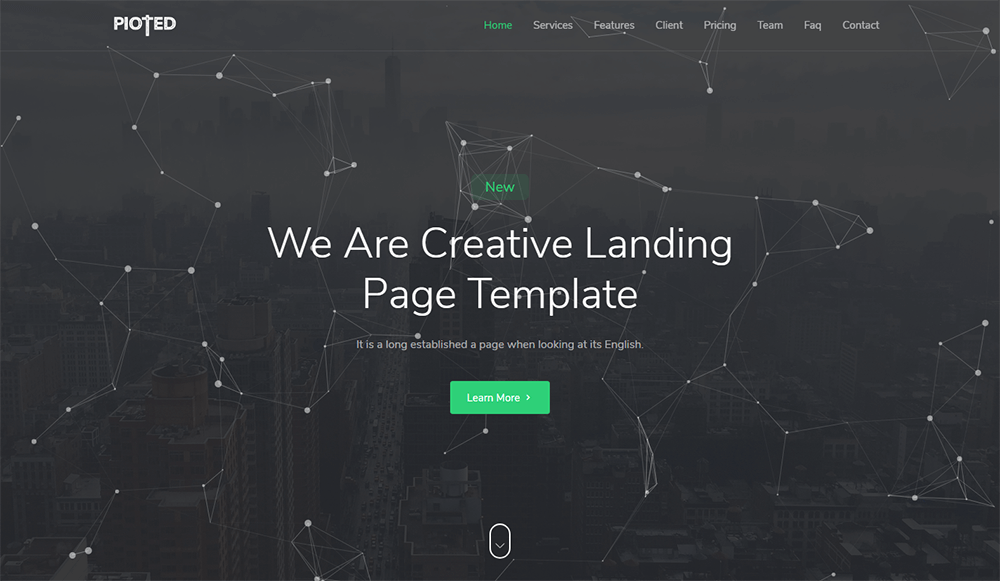 PIOTED
Home Services Features Client Pricing Team Faq Contact
New
We Are Creative Landing
Page Template
It is a long established a page when looking at its English.
Learn More